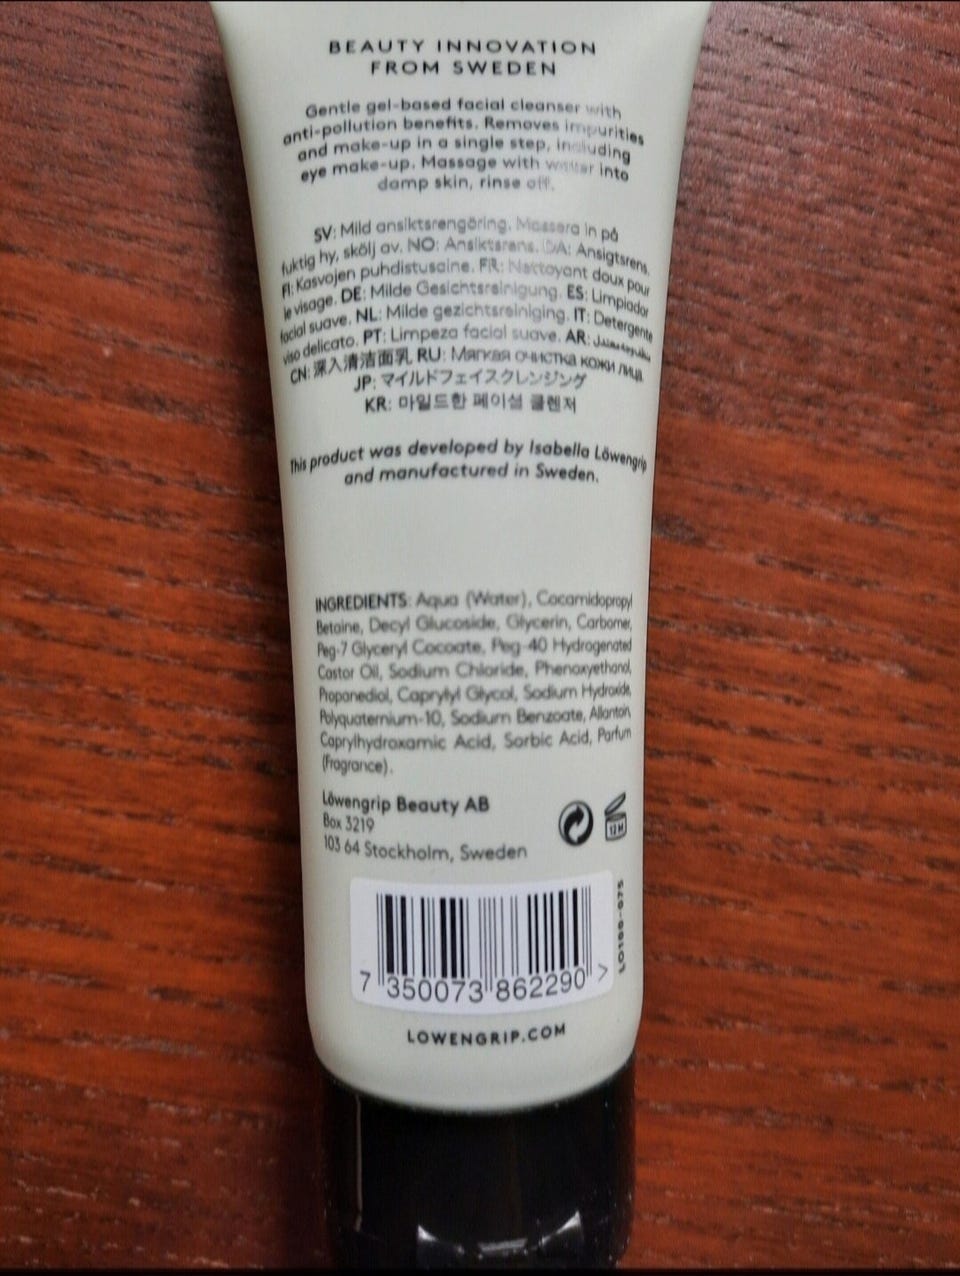 BEAUTY INNOVATION
FROM SWEDEN
Gentle gel-based facial cleanser with
anti-pollution benefits. Removes impurities
and make-up in a single step, including
eye make-up. Massage with water into
damp skin, rinse off.
SV: Mild ansiktsrengöring. Massera in på
fuktig hy, skölj av. NO: Ansiktsrens. DA: Ansigtsrens.
FI: Kasvojen puhdistusaine. FR: Nettoyant doux pour
le visage. DE: Milde Gesichtsreinigung. ES: Limpiador
facial suave. NL: Milde gezichtsreiniging. IT: Detergente
viso delicato. PT: Limpeza facial suave. AR:
CN: 深入清洁面乳 RU: Мягкая очистка кожи лица.
JP: マイルドフェイスクレンジング
KR: 마일드한 페이셜 클렌저
This product was developed by Isabella Löwengrip
and manufactured in Sweden.
INGREDIENTS: Aqua (Water), Cocamidopropyl
Betaine, Decyl Glucoside, Glycerin, Carbomer,
Peg-7 Glyceryl Cocoate, Peg-40 Hydrogenated
Castor Oil, Sodium Chloride, Phenoxyethanol,
Propanediol, Caprylyl Glycol, Sodium Hydroxide,
Polyquaternium-10, Sodium Benzoate, Allantoin,
Caprylhydroxamic Acid, Sorbic Acid, Parfum
(Fragrance).
Löwengrip Beauty AB
Box 3219
103 64 Stockholm, Sweden
12M
LO100-075
7 350073 862290 >
LOWENGRIP.COM